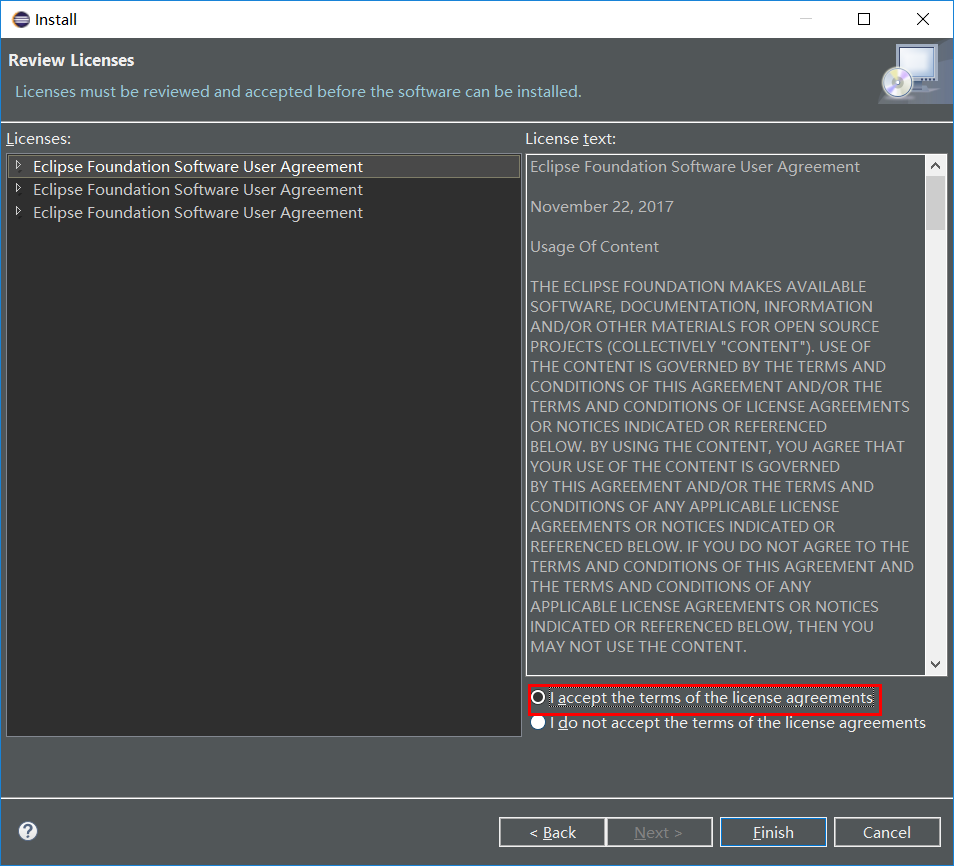 Install
Review Licenses
Licenses must be reviewed and accepted before the software can be installed.
Licenses:
Eclipse Foundation Software User Agreement
Eclipse Foundation Software User Agreement
Eclipse Foundation Software User Agreement
License text:
Eclipse Foundation Software User Agreement
November 22, 2017
Usage Of Content
THE ECLIPSE FOUNDATION MAKES AVAILABLE
SOFTWARE, DOCUMENTATION, INFORMATION
AND/OR OTHER MATERIALS FOR OPEN SOURCE
PROJECTS (COLLECTIVELY "CONTENT"). USE OF
THE CONTENT IS GOVERNED BY THE TERMS AND
CONDITIONS OF THIS AGREEMENT AND/OR THE
TERMS AND CONDITIONS OF LICENSE AGREEMENTS
OR NOTICES INDICATED OR REFERENCED
BELOW. BY USING THE CONTENT, YOU AGREE THAT
YOUR USE OF THE CONTENT IS GOVERNED
BY THIS AGREEMENT AND/OR THE TERMS AND
CONDITIONS OF ANY APPLICABLE LICENSE
AGREEMENTS OR NOTICES INDICATED OR
REFERENCED BELOW. IF YOU DO NOT AGREE TO THE
TERMS AND CONDITIONS OF THIS AGREEMENT AND
THE TERMS AND CONDITIONS OF ANY
APPLICABLE LICENSE AGREEMENTS OR NOTICES
INDICATED OR REFERENCED BELOW, THEN YOU
MAY NOT USE THE CONTENT.
I accept the terms of the license agreements
I do not accept the terms of the license agreements
?
< Back
Next >
Finish
Cancel